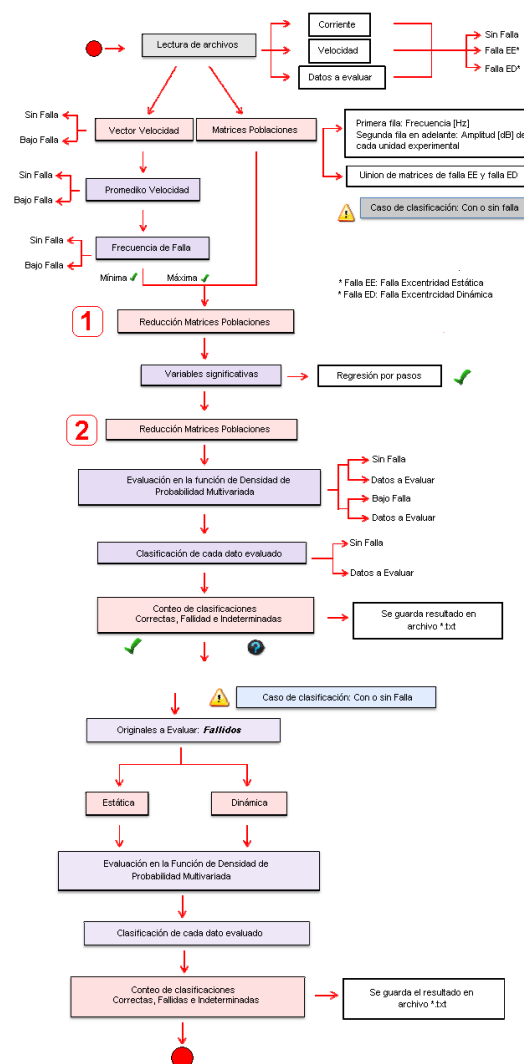 Corriente
Lectura de archivos
Velocidad
Datos a evaluar
Sin Falla
Falla EE*
Falla ED*
Sin Falla
Bajo Falla
Vector Velocidad
Matrices Poblaciones
Primera fila: Frecuencia [Hz]
Segunda fila en adelante: Amplitud [dB] de
cada unidad experimental
Sin Falla
Bajo Falla
Promediko Velocidad
Uinion de matrices de falla EE y falla ED
Caso de clasificación: Con o sin falla
Sin Falla
Bajo Falla
Frecuencia de Falla
Mínima
Máxima
* Falla EE: Falla Excentridad Estática
* Falla ED: Falla Excentrcidad Dinámica
1
Reducción Matrices Poblaciones
Variables significativas
Regresión por pasos
2
Reducción Matrices Poblaciones
Evaluación en la función de Densidad de
Probabilidad Multivariada
Sin Falla
Datos a Evaluar
Bajo Falla
Datos a Evaluar
Clasificación de cada dato evaluado
Sin Falla
Datos a Evaluar
Conteo de clasificaciones
Correctas, Fallidad e Indeterminadas
Se guarda resultado en
archivo *.txt
?
Caso de clasificación: Con o sin Falla
Originales a Evaluar: Fallidos
Estática
Dinámica
Evaluación en la Función de Densidad de
Probabilidad Multivariada
Clasificación de cada dato evaluado
Conteo de clasificaciones
Correctas, Fallidas e Indeterminadas
Se guarda el resultado en
archivo *.txt